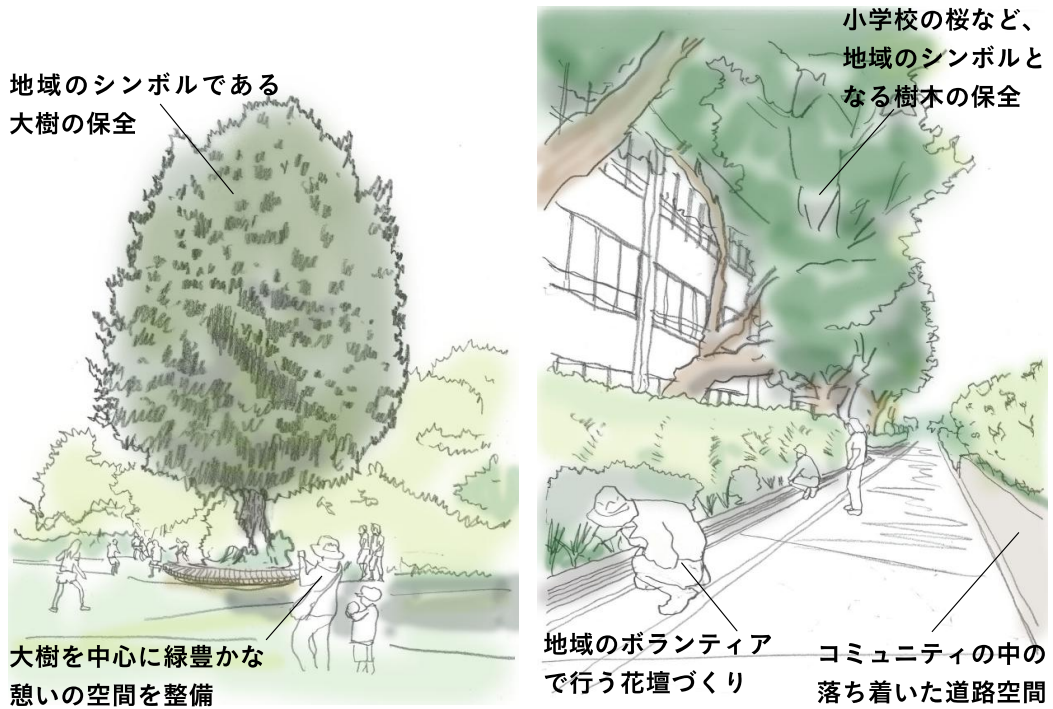 地域のシンボルである
大樹の保全
大樹を中心に緑豊かな
憩いの空間を整備
小学校の桜など、
地域のシンボルと
なる樹木の保全
地域のボランティア
で行う花壇づくり
コミュニティの中の
落ち着いた道路空間